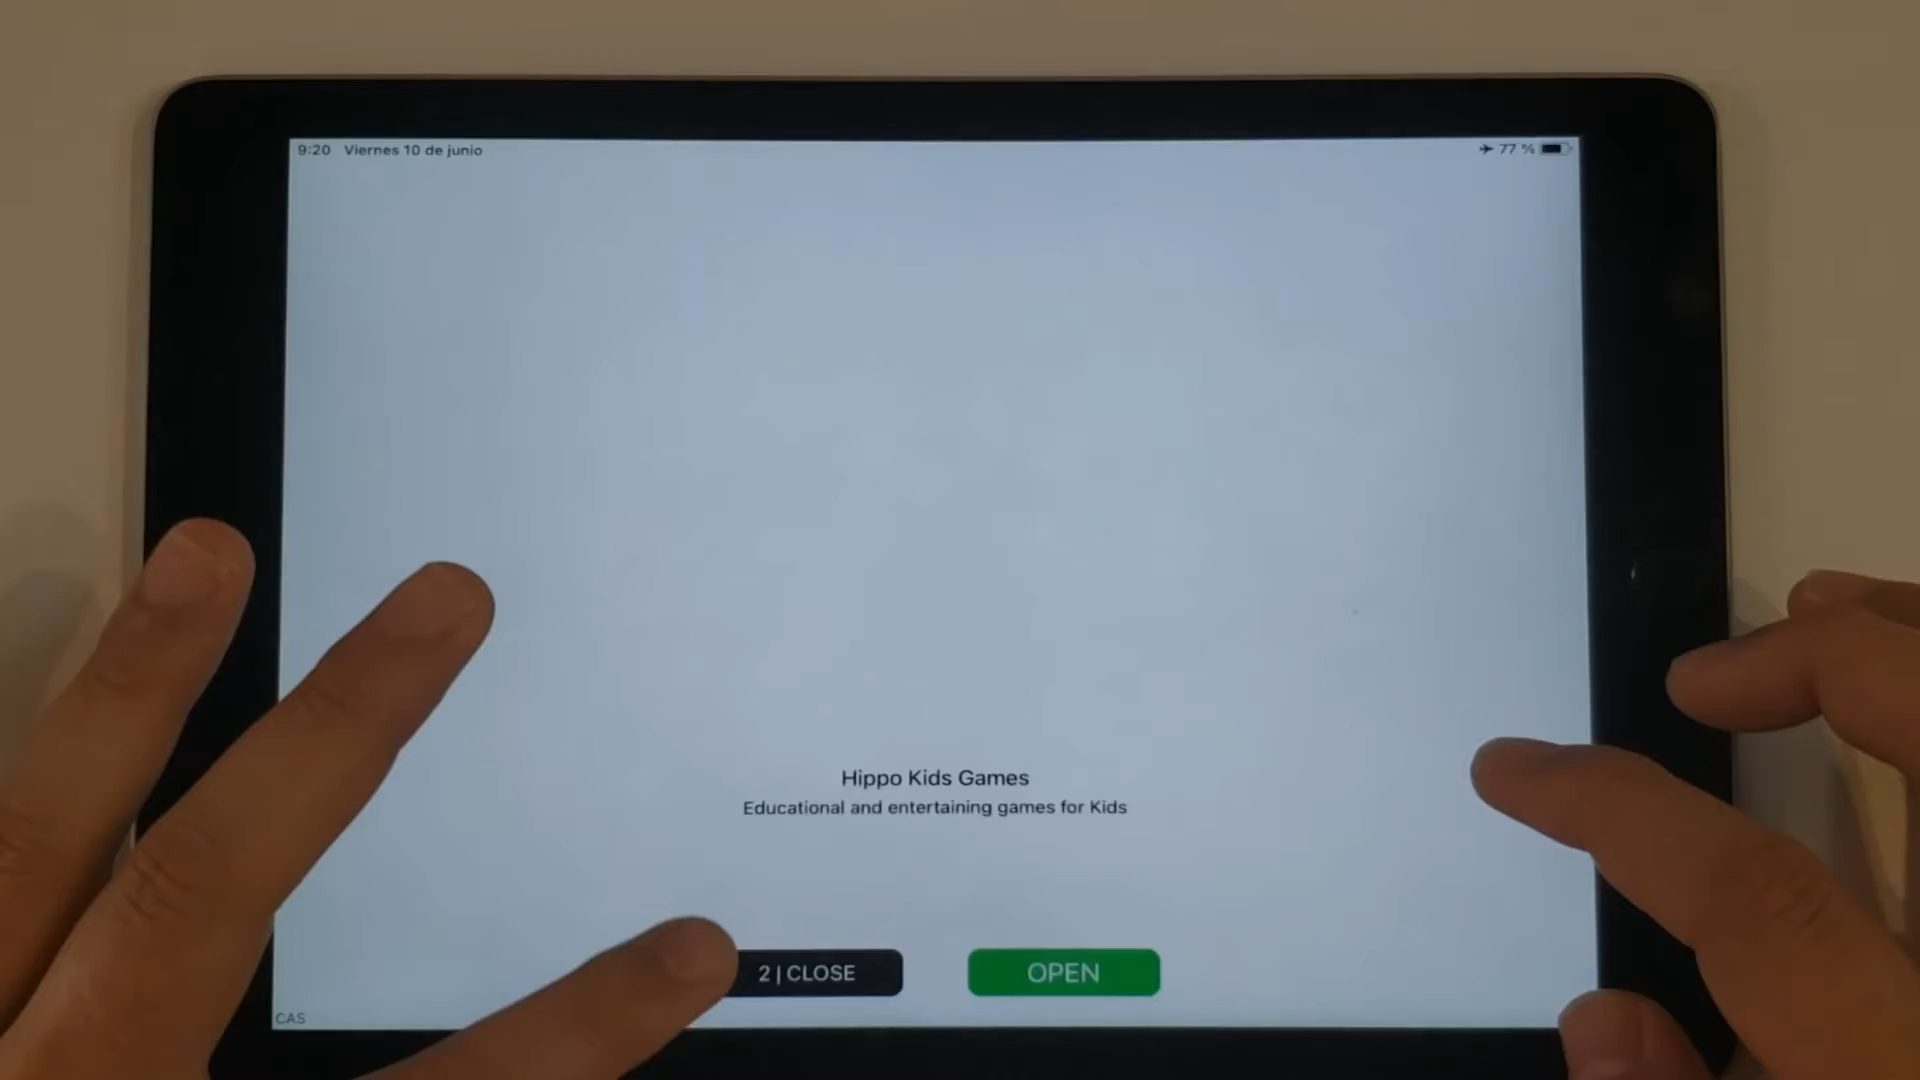 9:20 Viernes 10 de junio
77 %
Hippo Kids Games
Educational and entertaining games for Kids
2 | CLOSE
OPEN
CAS